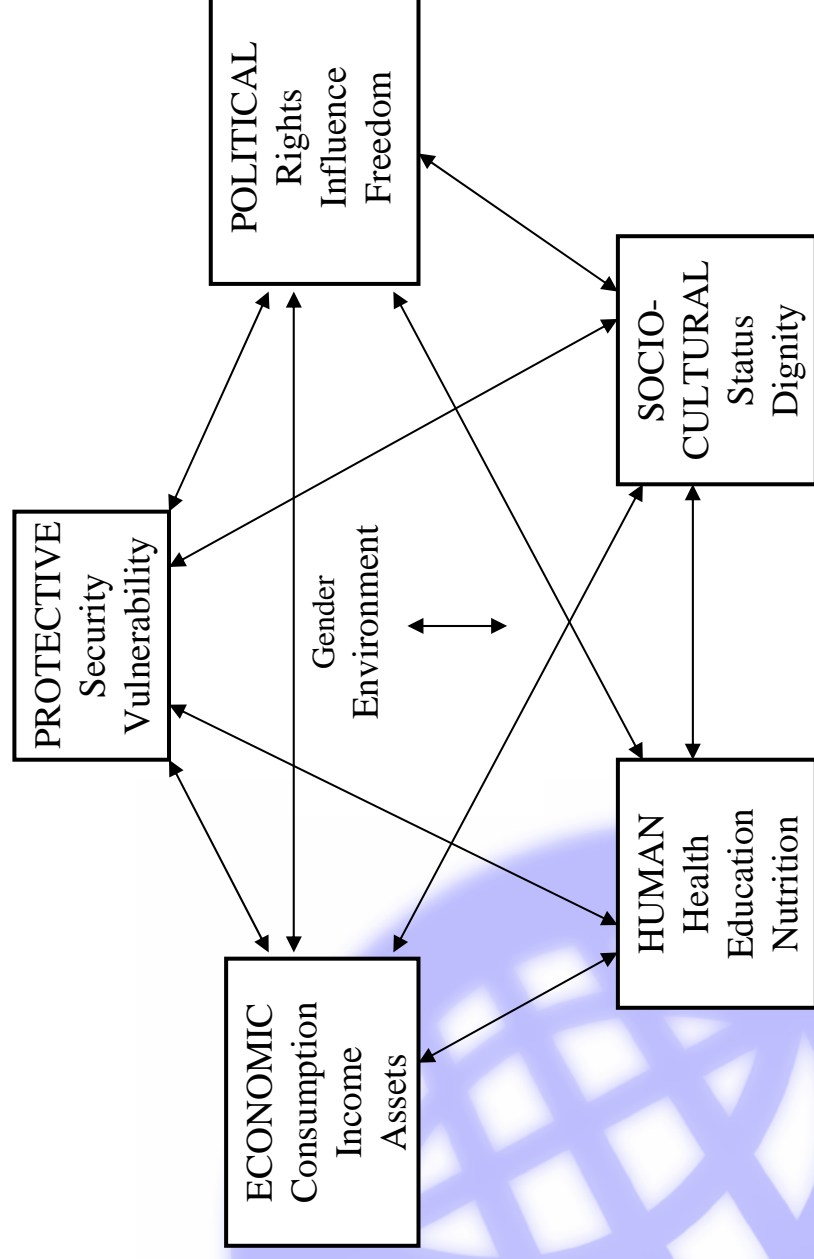 PROTECTIVE
Security
Vulnerability
ECONOMIC
Consumption
Income
Assets
POLITICAL
Rights
Influence
Freedom
Gender
Environment
HUMAN
Health
Education
Nutrition
SOCIO-
CULTURAL
Status
Dignity